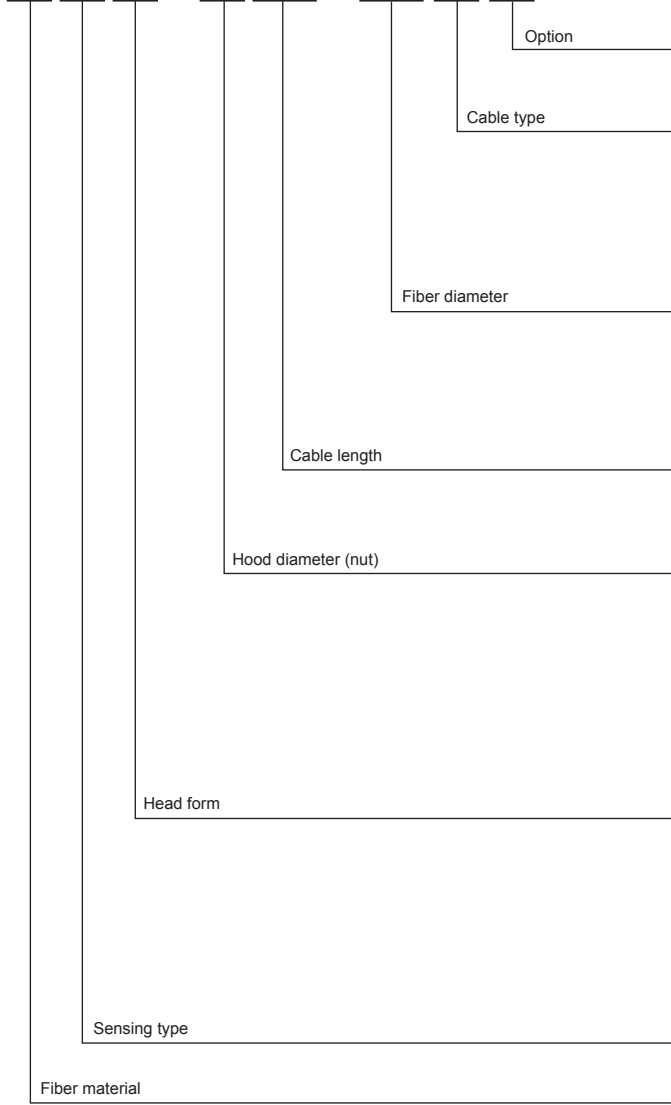 Option
Cable type
Fiber diameter
Cable length
Hood diameter (nut)
Head form
Sensing type
Fiber material